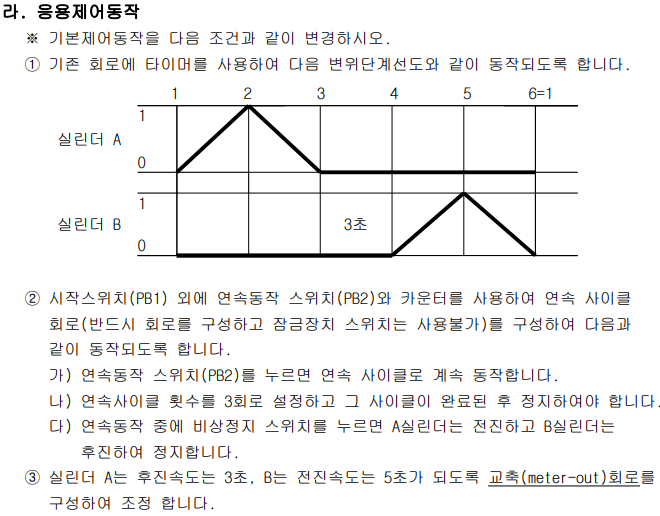 라. 응용제어동작
※ 기본제어동작을 다음 조건과 같이 변경하시오.
① 기존 회로에 타이머를 사용하여 다음 변위단계선도와 같이 동작되도록 합니다.
1 2 3 4 5 6=1
1
실린더 A
0
1
실린더 B 3초
0
② 시작스위치(PB1) 외에 연속동작 스위치(PB2)와 카운터를 사용하여 연속 사이클
회로(반드시 회로를 구성하고 잠금장치 스위치는 사용불가)를 구성하여 다음과
같이 동작되도록 합니다.
가) 연속동작 스위치(PB2)를 누르면 연속 사이클로 계속 동작합니다.
나) 연속사이클 횟수를 3회로 설정하고 그 사이클이 완료된 후 정지하여야 합니다.
다) 연속동작 중에 비상정지 스위치를 누르면 A실린더는 전진하고 B실린더는
후진하여 정지합니다.
③ 실린더 A는 후진속도는 3초, B는 전진속도는 5초가 되도록 교축(meter-out)회로를
구성하여 조정 합니다.